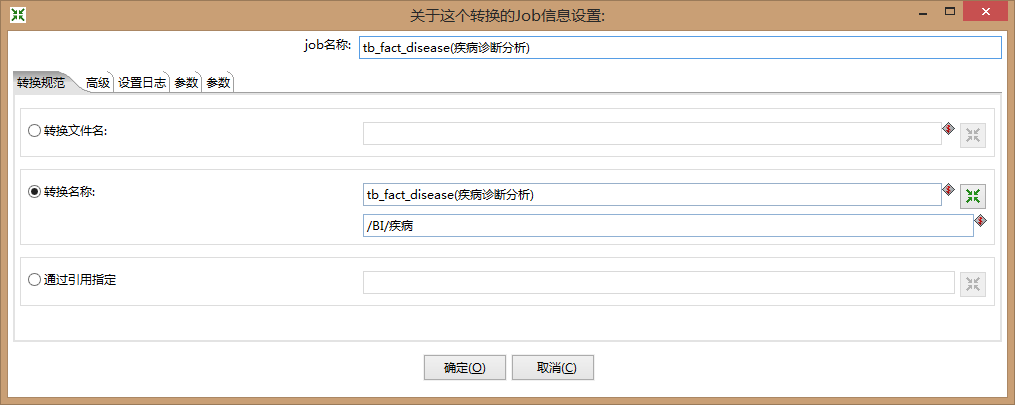 关于这个转换的Job信息设置:
job名称: tb_fact_disease(疾病诊断分析)
转换规范 高级 设置日志 参数 参数
转换文件名:
转换名称: tb_fact_disease(疾病诊断分析)
/BI/疾病
通过引用指定
确定(O) 取消(C)